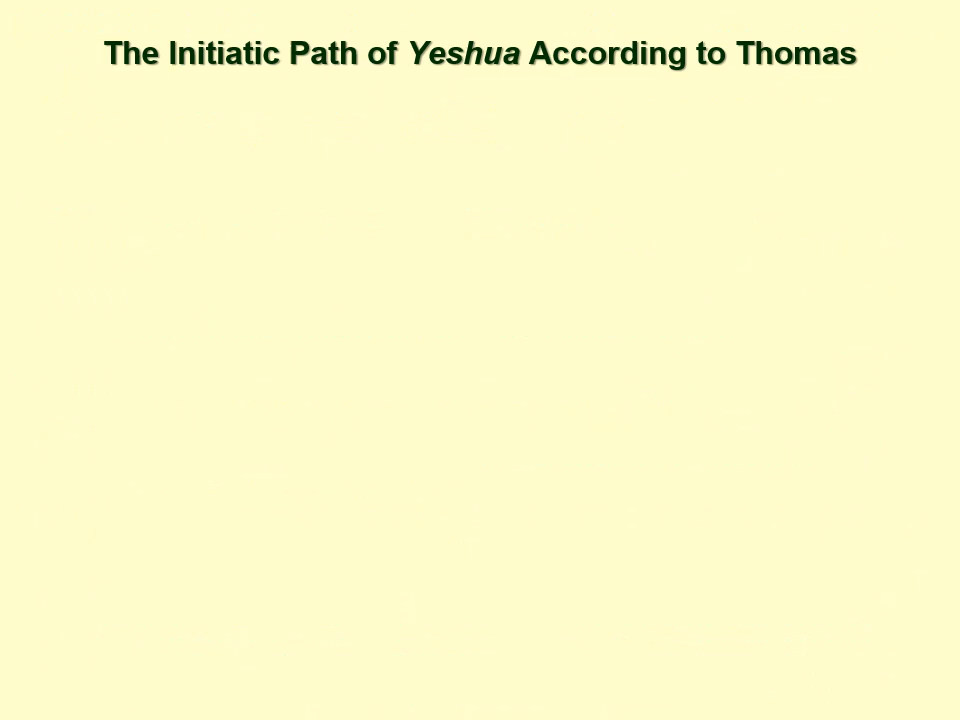 The Initiatic Path of Yeshua According to Thomas